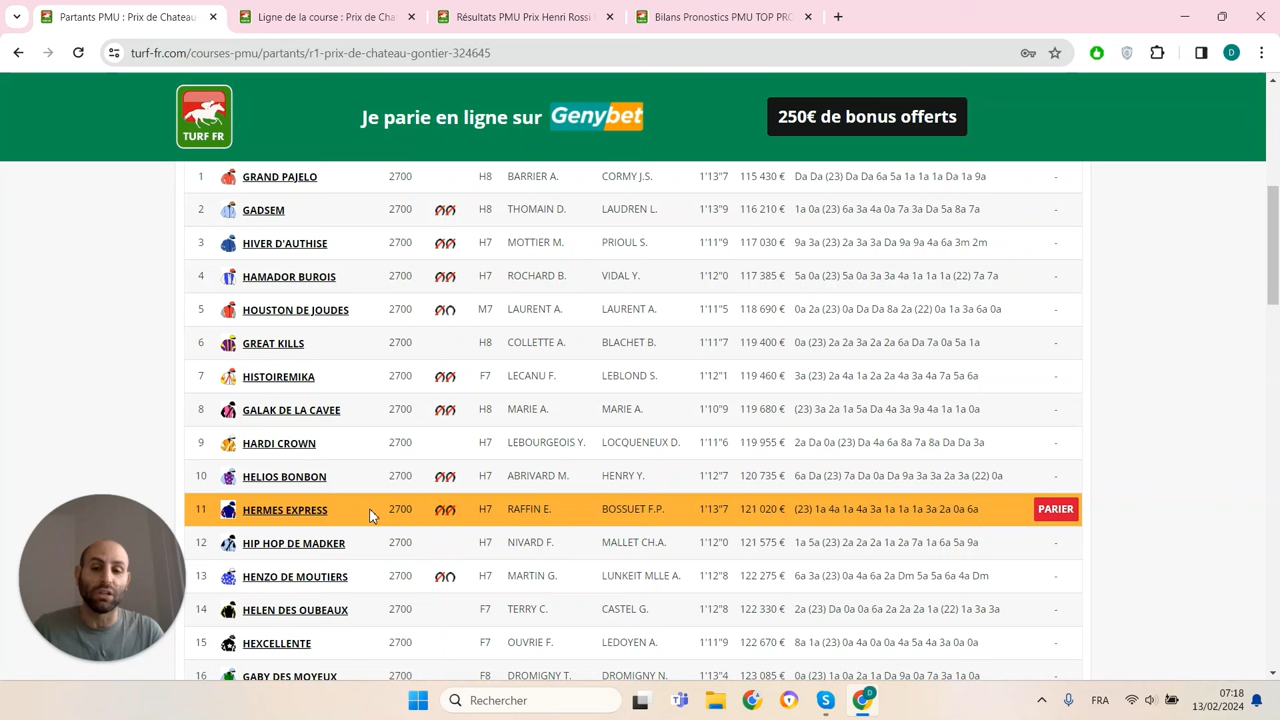 Partants PMU : Prix de Chateau
Ligne de la course : Prix de Chat
Résultats PMU Prix Henri Rossi
Bilans Pronostics PMU TOP PRO
turf-fr.com/courses-pmu/partants/r1-prix-de-chateau-gontier-324645
D
TURF FR
Je parie en ligne sur Genybet
250€ de bonus offerts
1 GRAND PAJELO 2700 H8 BARRIER A. CORMY J.S. 1'13"7 115 430 € Da Da (23) Da Da 6a 5a 1a 1a 1a Da 1a 9a -
2 GADSEM 2700 H8 THOMAIN D. LAUDREN L. 1'13"9 116 210 € 1a 0a (23) 6a 3a 4a 0a 7a 3a Da 5a 8a 7a -
3 HIVER D'AUTHISE 2700 H7 MOTTIER M. PRIOUL S. 1'11"9 117 030 € 9a 3a (23) 2a 3a 3a Da 9a 9a 4a 6a 3m 2m -
4 HAMADOR BUROIS 2700 H7 ROCHARD B. VIDAL Y. 1'12"0 117 385 € 5a 0a (23) 5a 0a 3a 3a 4a 1a 1a 1a (22) 7a 7a -
5 HOUSTON DE JOUDES 2700 M7 LAURENT A. LAURENT A. 1'11"5 118 690 € 0a 2a (23) 0a Da Da 8a 2a (22) 0a 1a 3a 6a 0a -
6 GREAT KILLS 2700 H8 COLLETTE A. BLACHET B. 1'11"7 119 400 € 0a (23) 2a 2a 3a 2a 2a 6a Da 7a 0a 5a 1a -
7 HISTOIREMIKA 2700 F7 LECANU F. LEBLOND S. 1'12"1 119 460 € 3a (23) 2a 4a 1a 2a 2a 4a 3a 4a 7a 5a 6a -
8 GALAK DE LA CAVEE 2700 H8 MARIE A. MARIE A. 1'10"9 119 680 € (23) 3a 2a 1a 5a Da 4a 3a 9a 4a 1a 1a 0a -
9 HARDI CROWN 2700 H7 LEBOURGEOIS Y. LOCQUENEUX D. 1'11"6 119 955 € 2a Da 0a (23) Da 4a 6a 8a 7a 8a Da Da 3a -
10 HELIOS BONBON 2700 H7 ABRIVARD M. HENRY Y. 1'12"7 120 735 € 6a Da (23) 7a Da 0a Da 9a 3a 3a 2a 3a (22) 0a -
11 HERMES EXPRESS 2700 H7 RAFFIN E. BOSSUET F.P. 1'13"7 121 020 € (23) 1a 4a 1a 4a 3a 1a 1a 1a 3a 2a 0a 6a PARIER
12 HIP HOP DE MADKER 2700 H7 NIVARD F. MALLET CH.A. 1'12"0 121 575 € 1a 5a (23) 2a 2a 2a 1a 2a 7a 1a 6a 5a 9a -
13 HENZO DE MOUTIERS 2700 H7 MARTIN G. LUNKEIT MLLE A. 1'12"8 122 275 € 6a 3a (23) 0a 4a 6a 2a Dm 5a 5a 6a 4a Dm -
14 HELEN DES OUBEAUX 2700 F7 TERRY C. CASTEL G. 1'12"8 122 330 € 2a (23) Da 0a 0a 6a 2a 2a 2a 1a (22) 1a 3a 3a -
15 HEXCELLENTE 2700 F7 OUVRIE F. LEDOYEN A. 1'11"9 122 670 € 8a 1a (23) 0a 4a 0a 0a 4a 5a 4a 3a 0a 0a -
16 GABY DES MOYEUX 2700 F8 DROMIGNY T. DROMIGNY T. 1'13"4 123 085 € 0a (23) 1a 0a 2a 1a Da 9a 0a 0a 6a 0a 0a -
Rechercher
FRA
07:18
13/02/2024